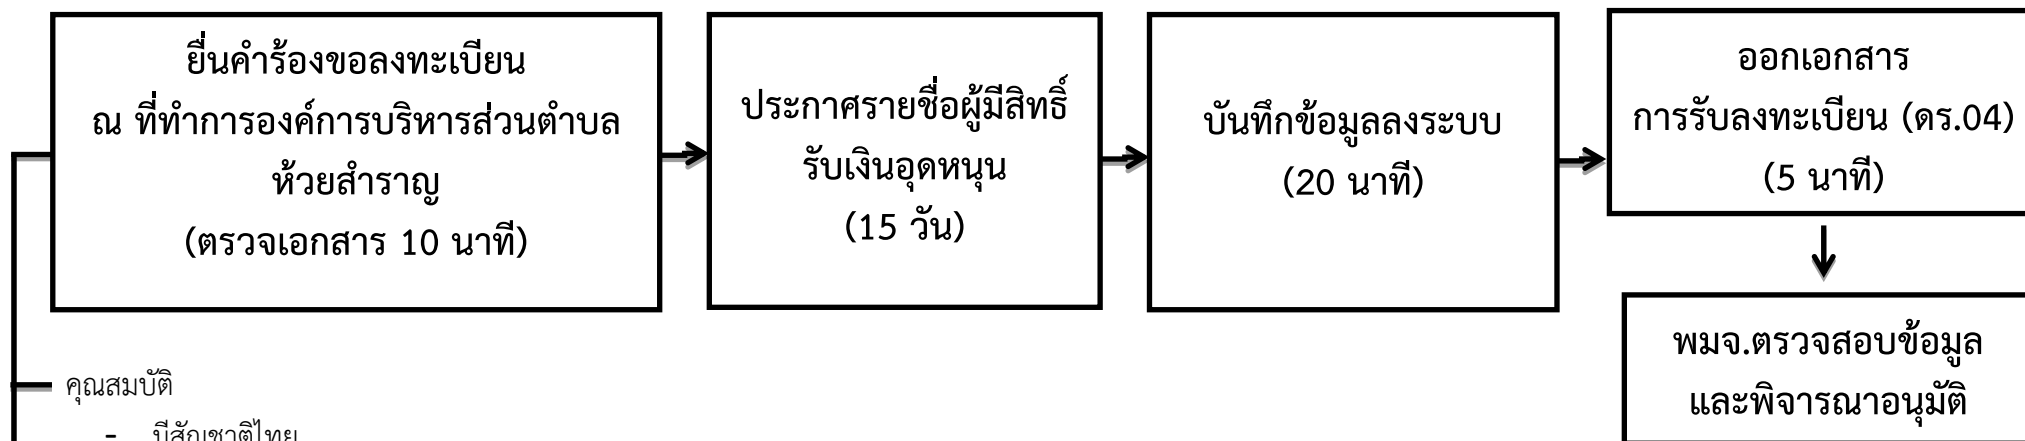 ยื่นคำร้องขอลงทะเบียน
ณ ที่ทำการองค์การบริหารส่วนตำบล
ห้วยสำราญ
(ตรวจเอกสาร 10 นาที)
ประกาศรายชื่อผู้มีสิทธิ์
รับเงินอุดหนุน
(15 วัน)
บันทึกข้อมูลลงระบบ
(20 นาที)
ออกเอกสาร
การรับลงทะเบียน (ดร.04)
(5 นาที)
พมจ.ตรวจสอบข้อมูล
และพิจารณาอนุมัติ
คุณสมบัติ
- มีสัญชาติไทย